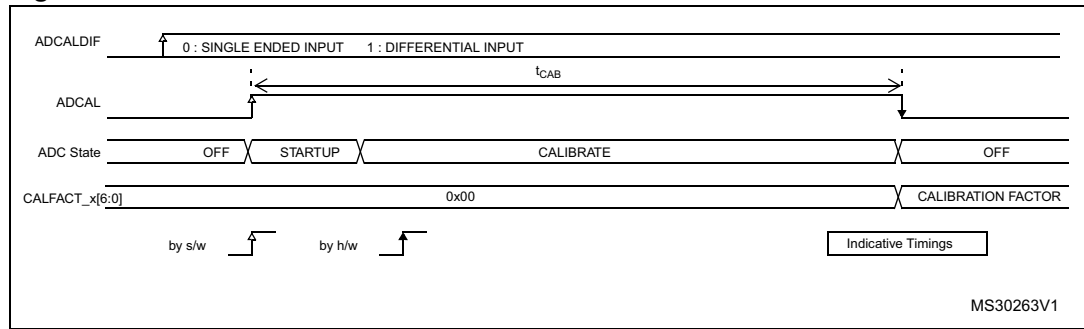 ADCALDIF 0 : SINGLE ENDED INPUT 1 : DIFFERENTIAL INPUT
tCAB
ADCAL
ADC State OFF STARTUP CALIBRATE OFF
CALFACT_x[6:0] 0x00 CALIBRATION FACTOR
by s/w by h/w Indicative Timings
MS30263V1